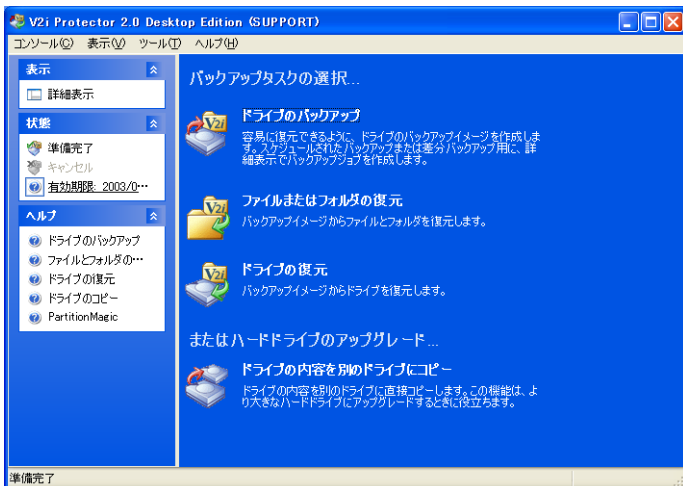 V2i Protector 2.0 Desktop Edition (SUPPORT)
コンソール(C) 表示(V) ツール(T) ヘルプ(H)
表示
詳細表示
状態
準備完了
キャンセル
有効期限: 2003/0…
ヘルプ
ドライブのバックアップ
ファイルとフォルダの…
ドライブの復元
ドライブのコピー
PartitionMagic
バックアップタスクの選択...
V2i
ドライブのバックアップ
容易に復元できるように、ドライブのバックアップイメージを作成しま
す。スケジュールされたバックアップまたは差分バックアップ用に、詳
細表示でバックアップジョブを作成します。
V2i
ファイルまたはフォルダの復元
バックアップイメージからファイルとフォルダを復元します。
V2i
ドライブの復元
バックアップイメージからドライブを復元します。
またはハードドライブのアップグレード...
ドライブの内容を別のドライブにコピー
ドライブの内容を別のドライブに直接コピーします。この機能は、よ
り大きなハードドライブにアップグレードするときに役立ちます。
準備完了